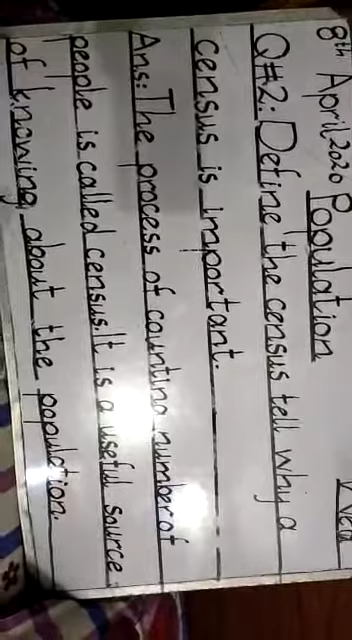 8th April 2020 Population
Q#2: Define the census tell why a
census is important.
Ans: The process of counting number of
people is called census. It is a useful source
of knowing about the population.